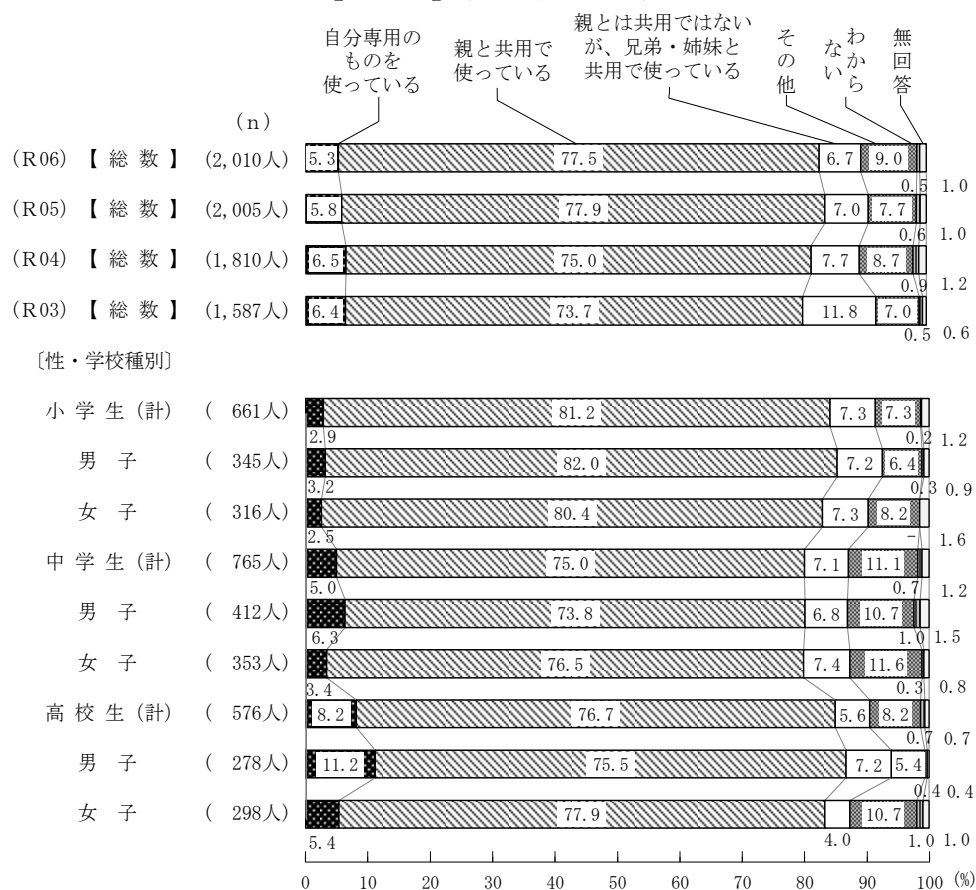 自分専用の
ものを
使っている
親と共用で
使っている
親とは共用ではない
が、兄弟・姉妹と
共用で使っている
その他
わから
ない
無回答
(n)
(R06)【 総 数 】 (2,010人) 5.3 77.5 6.7 9.0
0.5 1.0
(R05)【 総 数 】 (2,005人) 5.8 77.9 7.0 7.7
0.6 1.0
(R04)【 総 数 】 (1,810人) 6.5 75.0 7.7 8.7
0.9 1.2
(R03)【 総 数 】 (1,587人) 6.4 73.7 11.8 7.0
0.5 0.6
〔性・学校種別〕
小 学 生 (計) ( 661人) 81.2 7.3 7.3
2.9 0.2 1.2
男 子 ( 345人) 82.0 7.2 6.4
3.2 0.3 0.9
女 子 ( 316人) 80.4 7.3 8.2
2.5 - 1.6
中 学 生 (計) ( 765人) 75.0 7.1 11.1
5.0 0.7 1.2
男 子 ( 412人) 73.8 6.8 10.7
6.3 1.0 1.5
女 子 ( 353人) 76.5 7.4 11.6
3.4 0.3 0.8
高 校 生 (計) ( 576人) 8.2 76.7 5.6 8.2
0.7 0.7
男 子 ( 278人) 11.2 75.5 7.2 5.4
0.4 0.4
女 子 ( 298人) 77.9 10.7
5.4 4.0 1.0 1.0
0 10 20 30 40 50 60 70 80 90 100 (%)